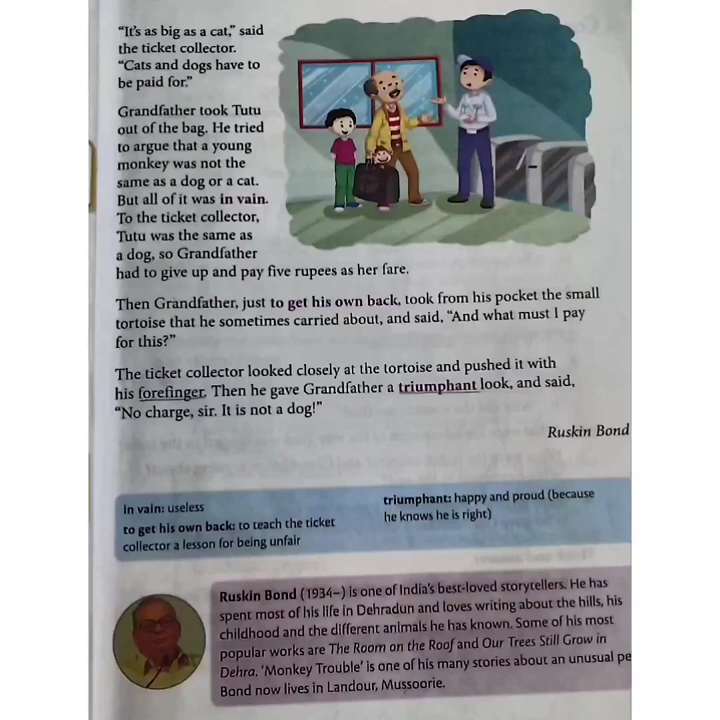 “It’s as big as a cat,” said
the ticket collector.
“Cats and dogs have to
be paid for.”
Grandfather took Tutu
out of the bag. He tried
to argue that a young
monkey was not the
same as a dog or a cat.
But all of it was in vain.
To the ticket collector,
Tutu was the same as
a dog, so Grandfather
had to give up and pay five rupees as her fare.
Then Grandfather, just to get his own back, took from his pocket the small
tortoise that he sometimes carried about, and said, “And what must I pay
for this?”
The ticket collector looked closely at the tortoise and pushed it with
his forefinger. Then he gave Grandfather a triumphant look, and said,
“No charge, sir. It is not a dog!”
Ruskin Bond
in vain: useless
to get his own back: to teach the ticket
collector a lesson for being unfair
triumphant: happy and proud (because
he knows he is right)
Ruskin Bond (1934–) is one of India’s best-loved storytellers. He has
spent most of his life in Dehradun and loves writing about the hills, his
childhood and the different animals he has known. Some of his most
popular works are The Room on the Roof and Our Trees Still Grow in
Dehra. ‘Monkey Trouble’ is one of his many stories about an unusual pe
Bond now lives in Landour, Mussoorie.